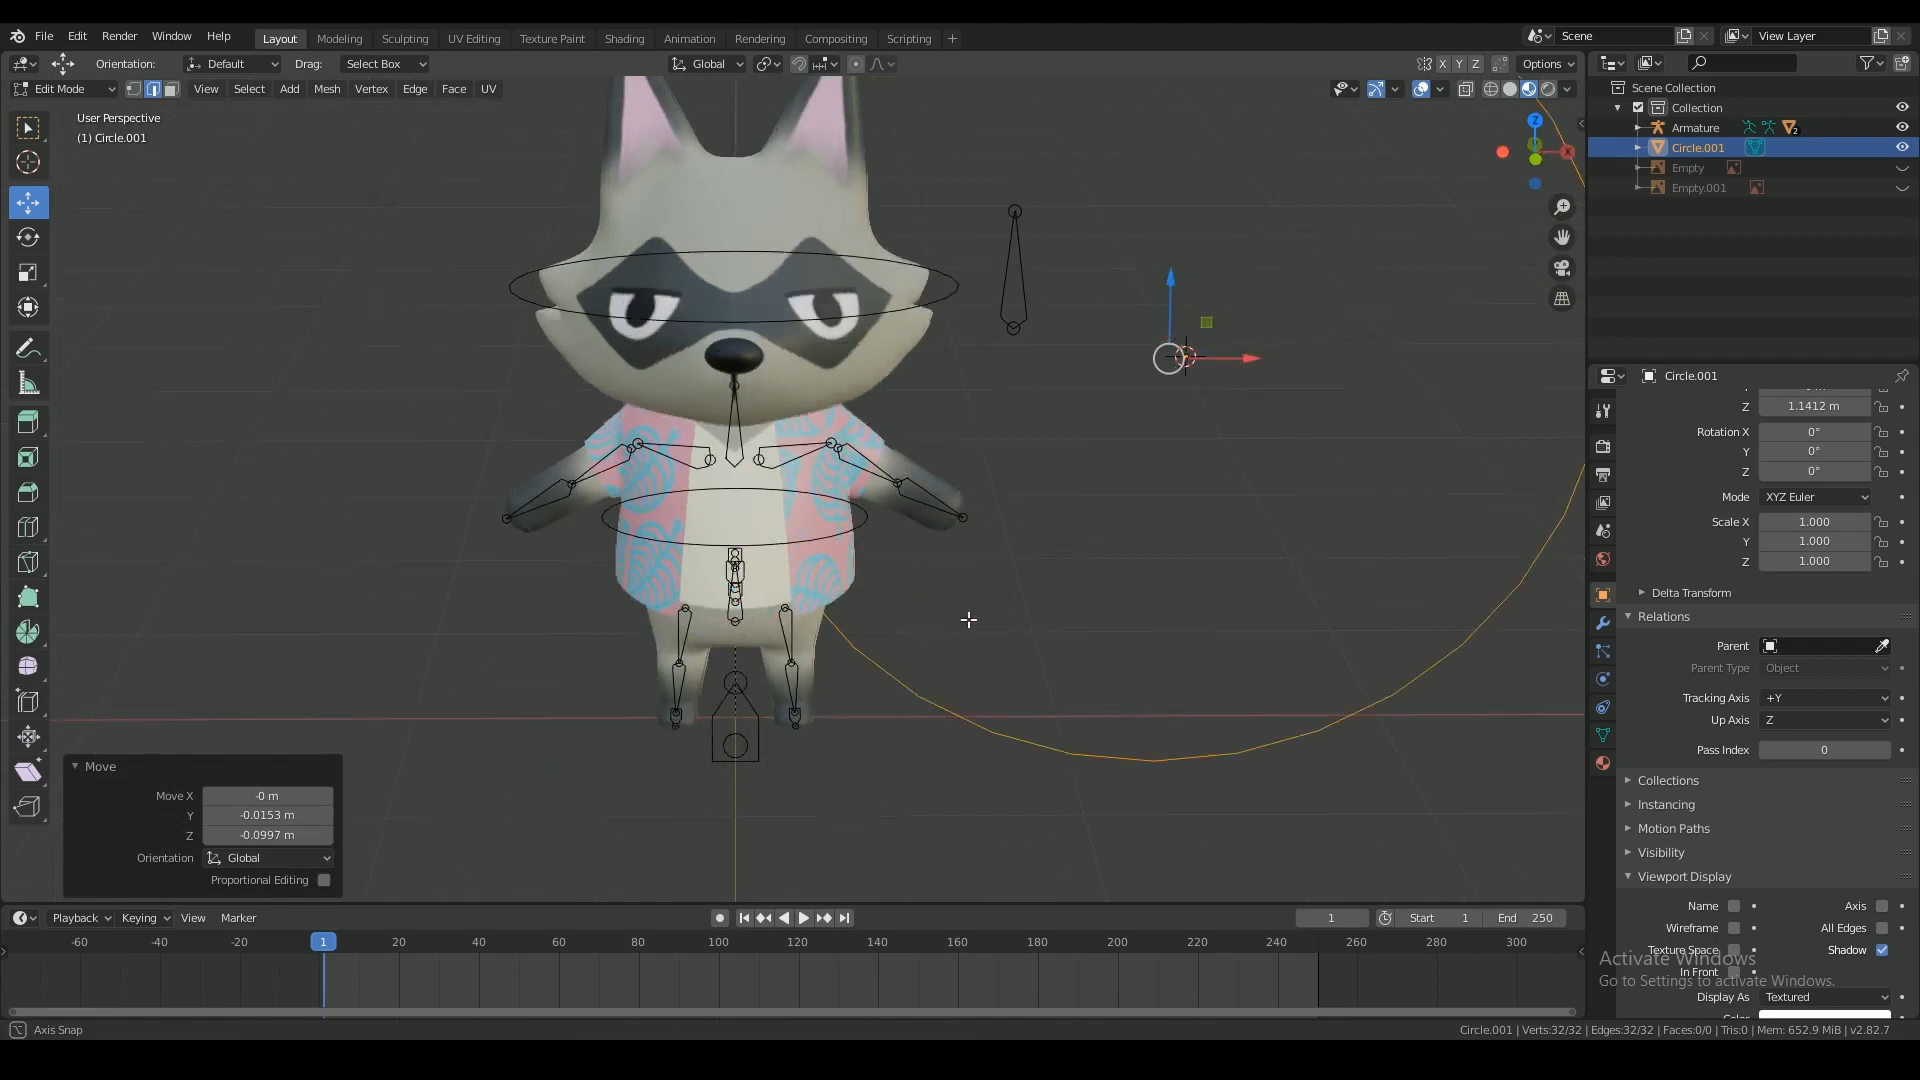 File Edit Render Window Help Layout Modeling Sculpting UV Editing Texture Paint Shading Animation Rendering Compositing Scripting + Scene View Layer
Orientation: Default Drag: Select Box Global X Y Z Options
Edit Mode View Select Add Mesh Vertex Edge Face UV
User Perspective
(1) Circle.001
Z
X
Scene Collection
Collection
Armature 2
Circle.001
Empty
Empty.001
Circle.001
Z 1.1412 m
Rotation X 0°
Y 0°
Z 0°
Mode XYZ Euler
Scale X 1.000
Y 1.000
Z 1.000
Delta Transform
Relations
Parent
Parent Type Object
Tracking Axis +Y
Up Axis Z
Pass Index 0
Collections
Instancing
Motion Paths
Visibility
Viewport Display
Name Axis
Wireframe All Edges
Texture Space Shadow
In Front
Display As Textured
Color
Activate Windows
Go to Settings to activate Windows.
Move
Move X -0 m
Y -0.0153 m
Z -0.0997 m
Orientation Global
Proportional Editing
Playback Keying View Marker 1 Start 1 End 250
-60 -40 -20 1 20 40 60 80 100 120 140 160 180 200 220 240 260 280 300
Axis Snap
Circle.001 | Verts:32/32 | Edges:32/32 | Faces:0/0 | Tris:0 | Mem: 652.9 MiB | v2.82.7